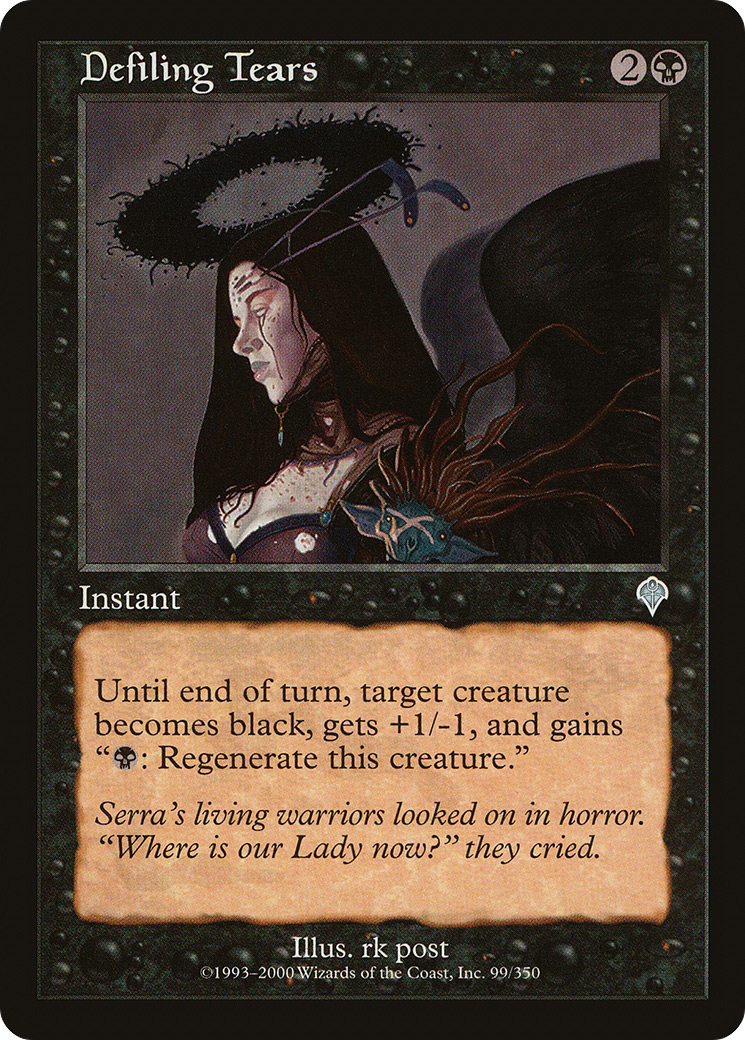 Defiling Tears 2
Instant
Until end of turn, target creature
becomes black, gets +1/-1, and gains
“: Regenerate this creature.”
Serra’s living warriors looked on in horror.
“Where is our Lady now?” they cried.
Illus. rk post
©1993–2000 Wizards of the Coast, Inc. 99/350